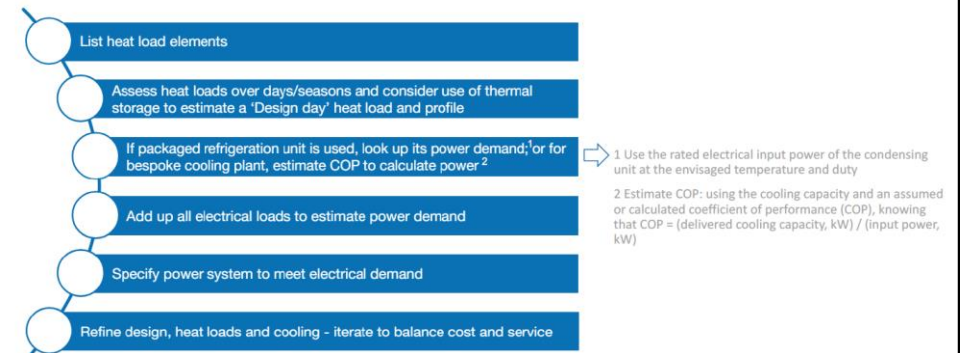 List heat load elements
Assess heat loads over days/seasons and consider use of thermal
storage to estimate a ‘Design day’ heat load and profile
If packaged refrigeration unit is used, look up its power demand;¹or for
bespoke cooling plant, estimate COP to calculate power ²
1 Use the rated electrical input power of the condensing
unit at the envisaged temperature and duty
2 Estimate COP: using the cooling capacity and an assumed
or calculated coefficient of performance (COP), knowing
that COP = (delivered cooling capacity, kW) / (input power,
kW)
Add up all electrical loads to estimate power demand
Specify power system to meet electrical demand
Refine design, heat loads and cooling - iterate to balance cost and service